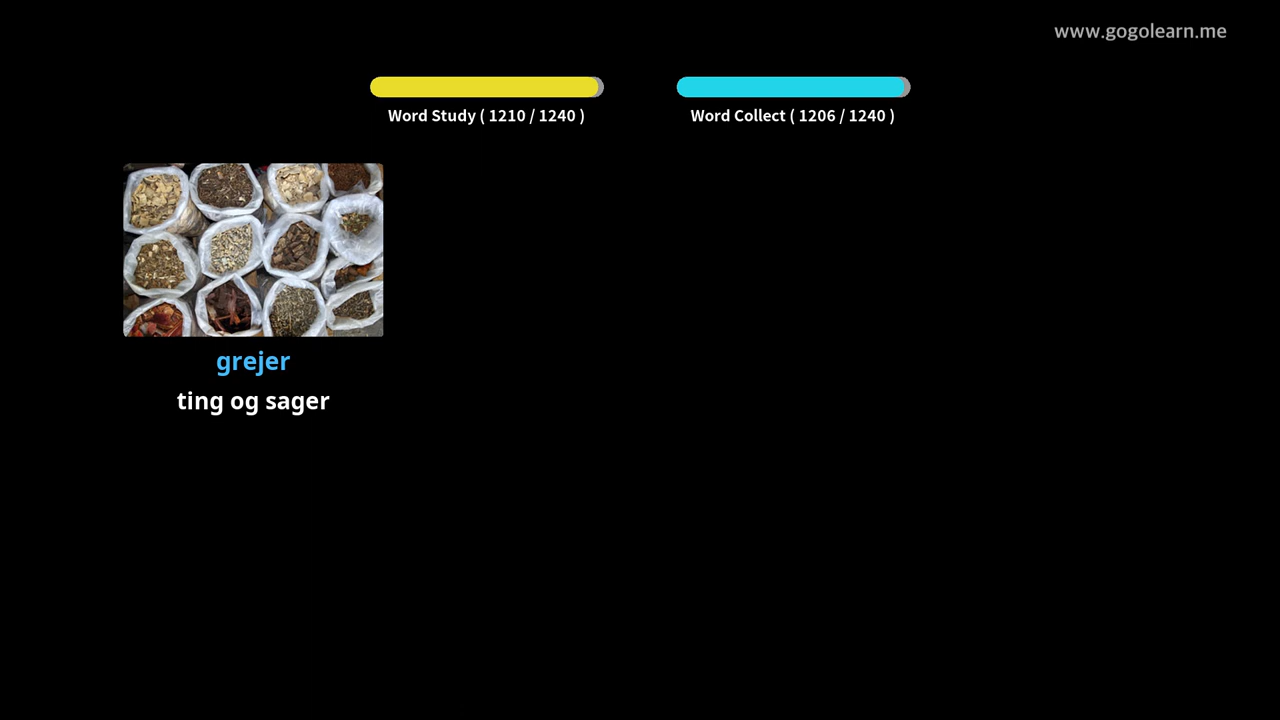 www.gogolearn.me
Word Study ( 1210 / 1240 )
Word Collect ( 1206 / 1240 )
grejer
ting og sager